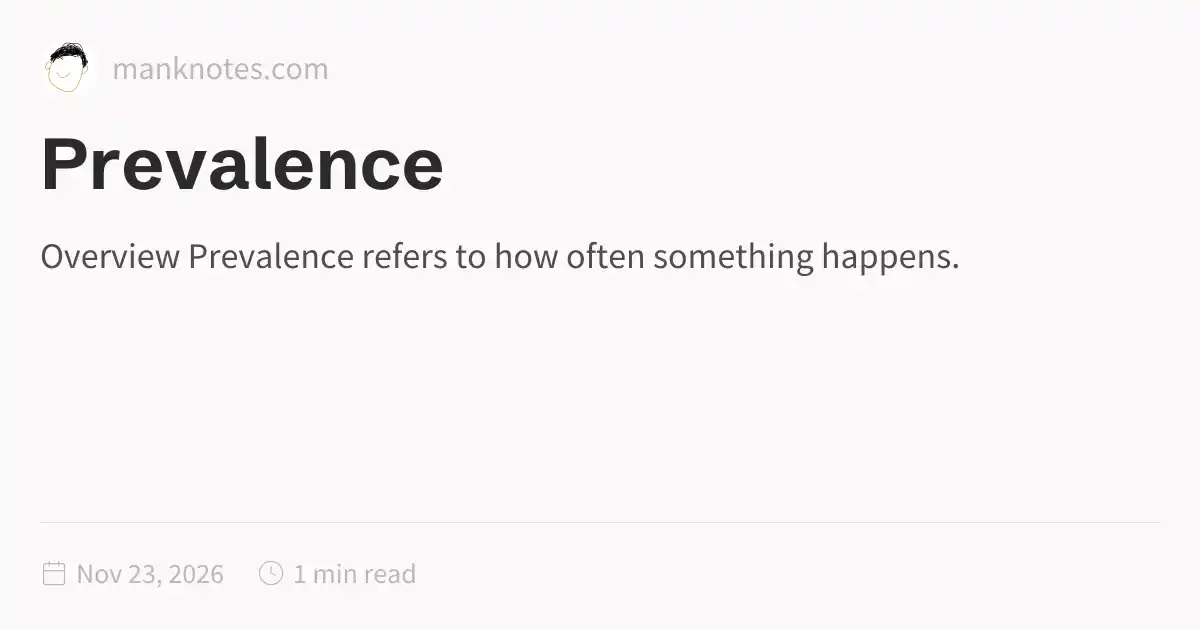 manknotes.com
Prevalence
Overview Prevalence refers to how often something happens.
Nov 23, 2026 1 min read